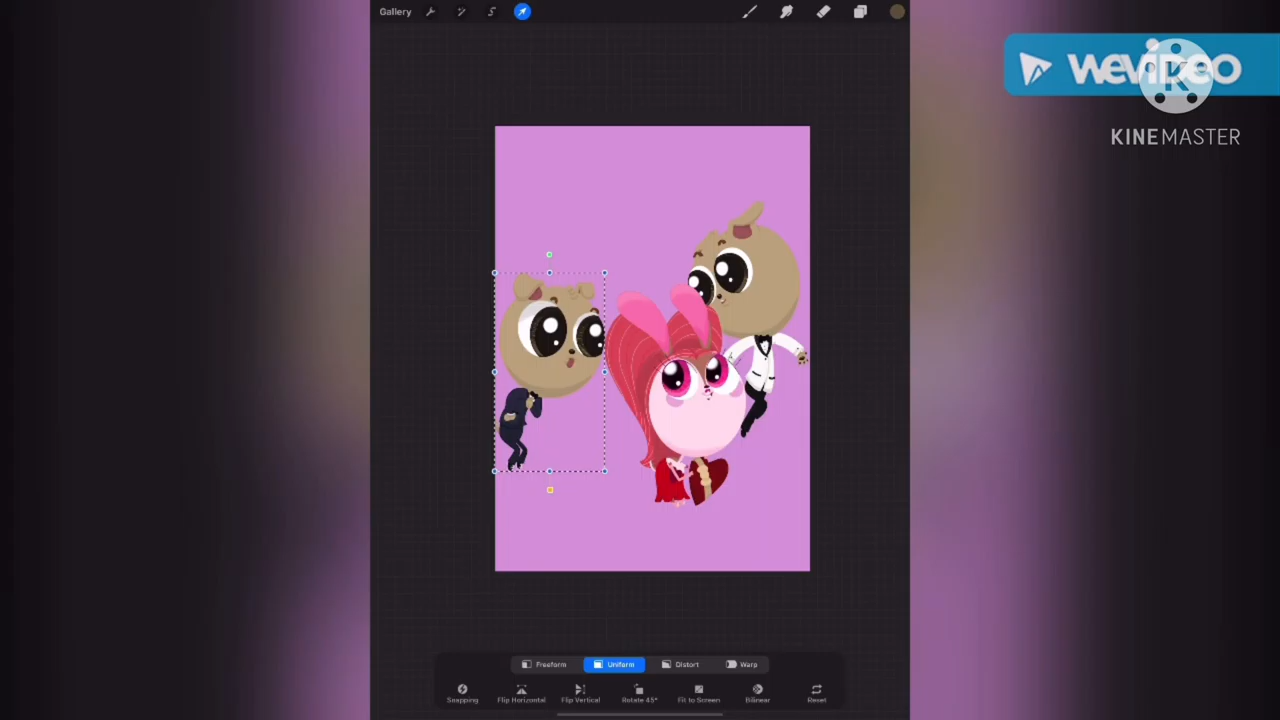 Gallery
wevideo
KINEMASTER
Freeform
Uniform
Distort
Warp
Snapping
Flip Horizontal
Flip Vertical
Rotate 45°
Fit to Screen
Bilinear
Reset